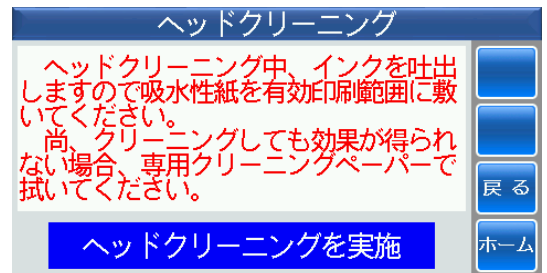 ヘッドクリーニング
ヘッドクリーニング中、インクを吐出
しますので吸水性紙を有効印刷範囲に敷
いてください。
尚、クリーニングしても効果が得られ
ない場合、専用クリーニングペーパーで
拭いてください。
戻る
ヘッドクリーニングを実施
ホーム